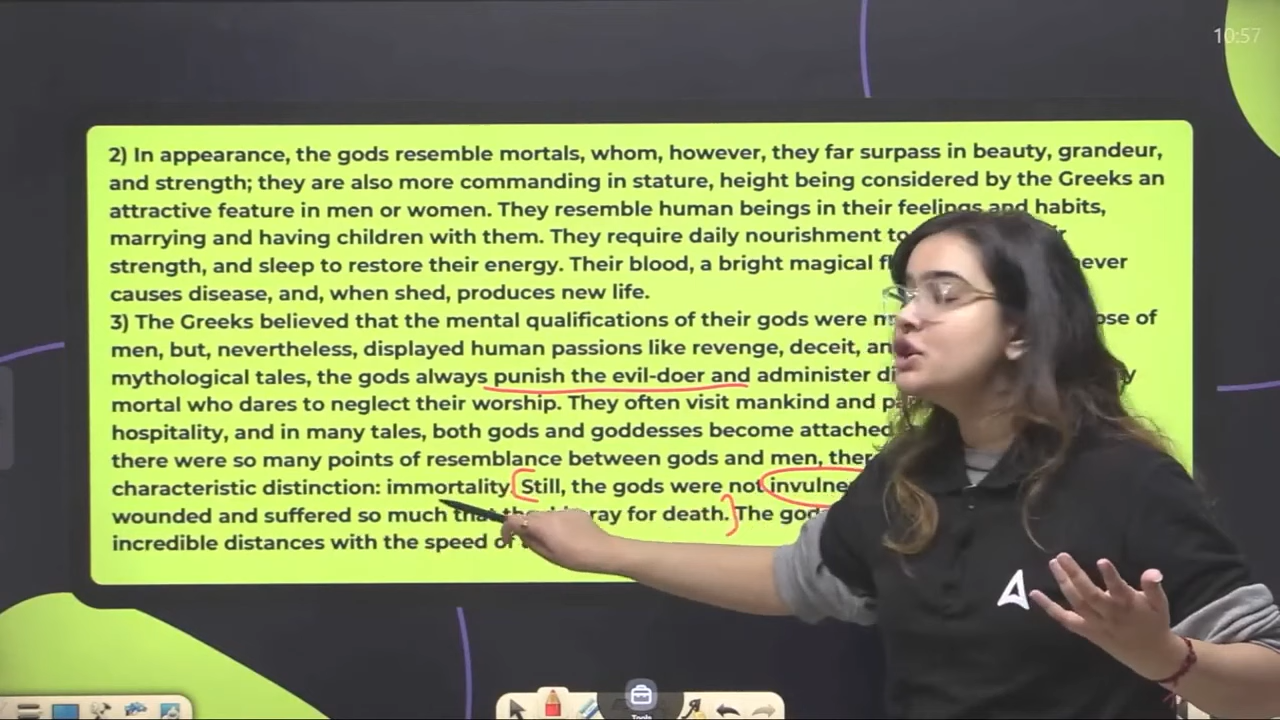 10:57
2) In appearance, the gods resemble mortals, whom, however, they far surpass in beauty, grandeur,
and strength; they are also more commanding in stature, height being considered by the Greeks an
attractive feature in men or women. They resemble human beings in their feelings and habits,
marrying and having children with them. They require daily nourishment to
strength, and sleep to restore their energy. Their blood, a bright magical never
causes disease, and, when shed, produces new life.
3) The Greeks believed that the mental qualifications of their gods were of
men, but, nevertheless, displayed human passions like revenge, deceit,
mythological tales, the gods always punish the evil-doer and administer
mortal who dares to neglect their worship. They often visit mankind and
hospitality, and in many tales, both gods and goddesses become attached
there were so many points of resemblance between gods and men,
characteristic distinction: immortality. Still, the gods were not
wounded and suffered so much that for death. The
incredible distances with the speed of
Tools